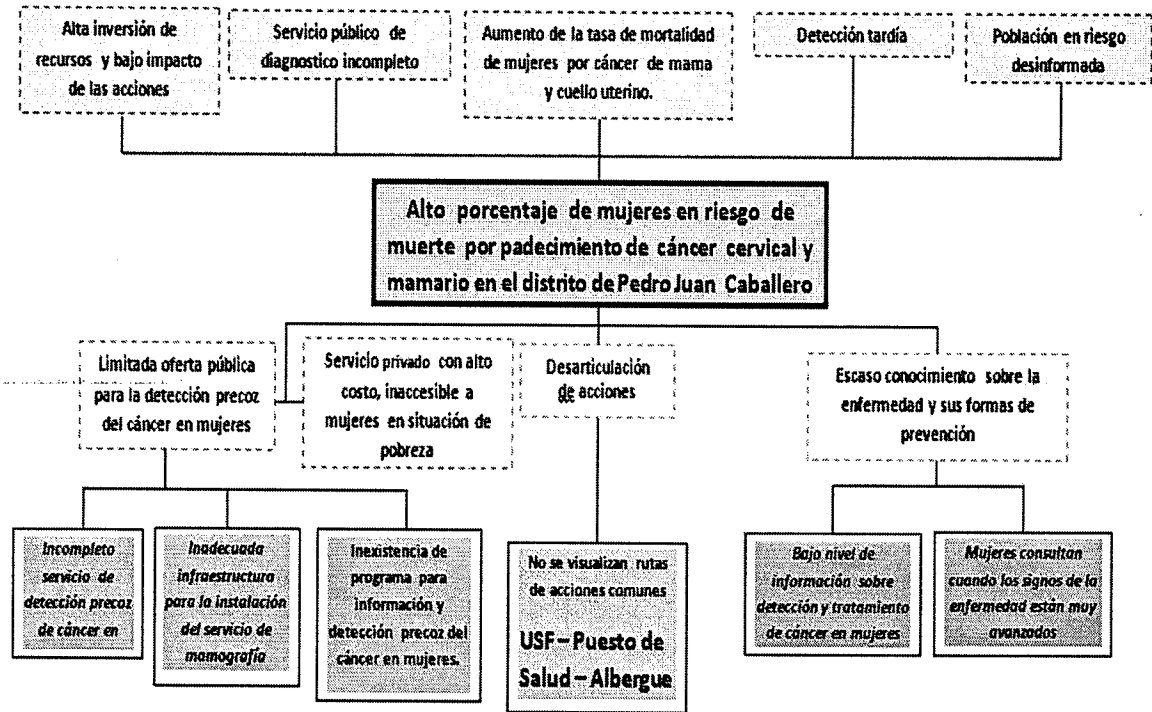 Alta inversión de
recursos y bajo impacto
de las acciones
Servicio público de
diagnostico incompleto
Aumento de la tasa de mortalidad
de mujeres por cáncer de mama
y cuello uterino.
Detección tardía
Población en riesgo
desinformada
Alto porcentaje de mujeres en riesgo de
muerte por padecimiento de cáncer cervical y
mamario en el distrito de Pedro Juan Caballero
Limitada oferta pública
para la detección precoz
del cáncer en mujeres
Servicio privado con alto
costo, inaccesible a
mujeres en situación de
pobreza
Desarticulación
de acciones
Escaso conocimiento sobre la
enfermedad y sus formas de
prevención
Incompleto
servicio de
detección precoz
de cáncer en
Inadecuada
infraestructura
para la instalación
del servicio de
mamografía
Inexistencia de
programa para
información y
detección precoz del
cáncer en mujeres.
No se visualizan rutas
de acciones comunes
USF – Puesto de
Salud – Albergue
Bajo nivel de
información sobre
detección y tratamiento
de cáncer en mujeres
Mujeres consultan
cuando los signos de la
enfermedad están muy
avanzados